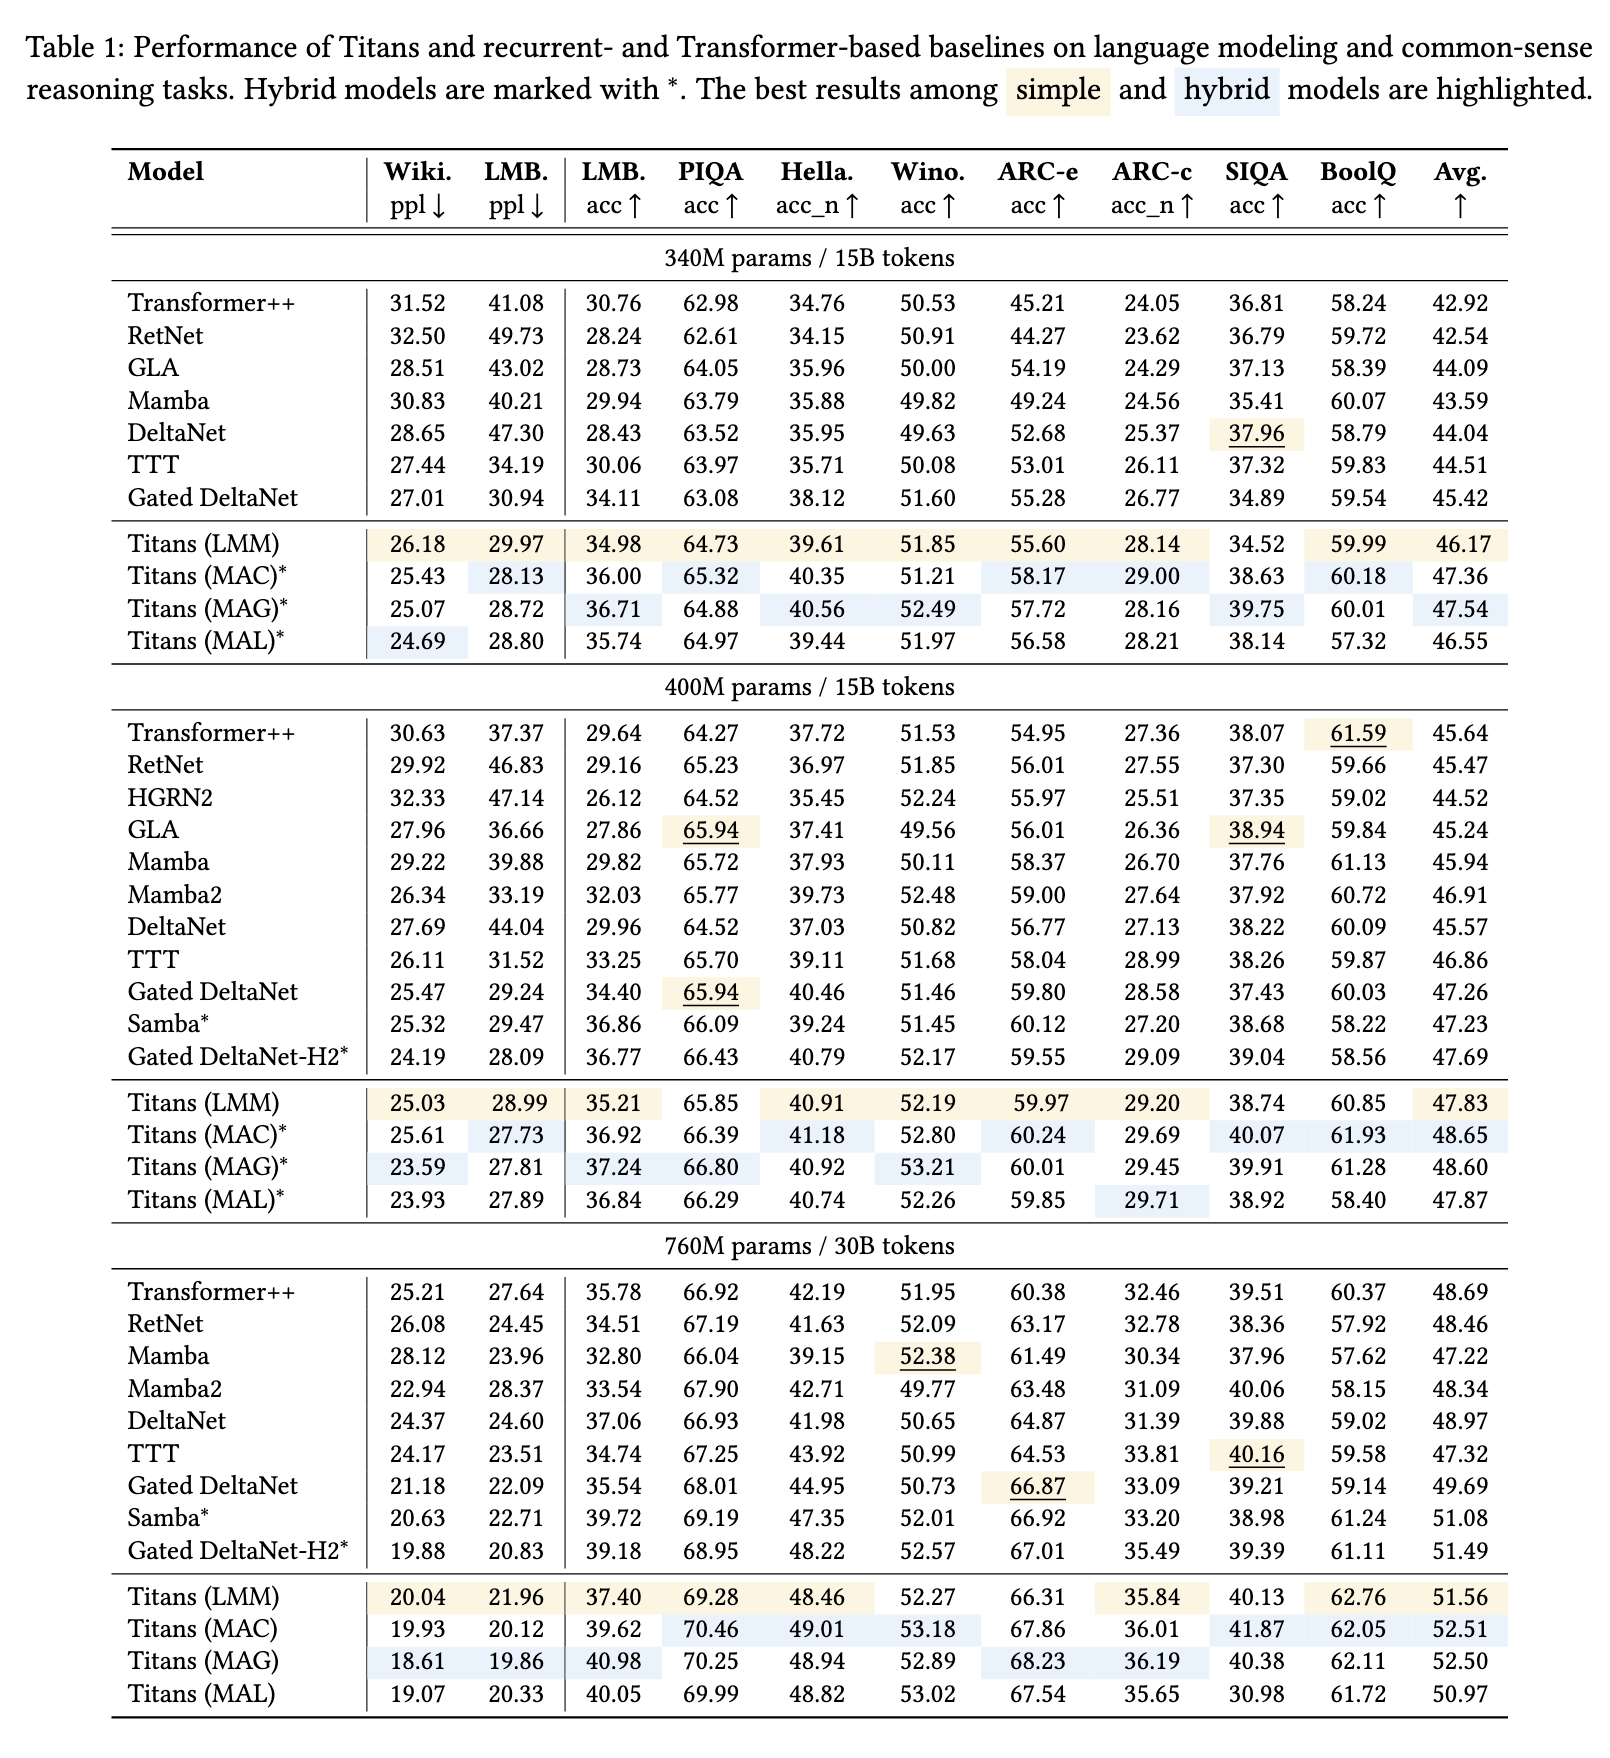 Table 1: Performance of Titans and recurrent- and Transformer-based baselines on language modeling and common-sense
reasoning tasks. Hybrid models are marked with *. The best results among simple and hybrid models are highlighted.
Model Wiki. LMB. LMB. PIQA Hella. Wino. ARC-e ARC-c SIQA BoolQ Avg.
ppl ↓ ppl ↓ acc ↑ acc ↑ acc_n ↑ acc ↑ acc ↑ acc_n ↑ acc ↑ acc ↑ ↑
340M params / 15B tokens
Transformer++ 31.52 41.08 30.76 62.98 34.76 50.53 45.21 24.05 36.81 58.24 42.92
RetNet 32.50 49.73 28.24 62.61 34.15 50.91 44.27 23.62 36.79 59.72 42.54
GLA 28.51 43.02 28.73 64.05 35.96 50.00 54.19 24.29 37.13 58.39 44.09
Mamba 30.83 40.21 29.94 63.79 35.88 49.82 49.24 24.56 35.41 60.07 43.59
DeltaNet 28.65 47.30 28.43 63.52 35.95 49.63 52.68 25.37 37.96 58.79 44.04
TTT 27.44 34.19 30.06 63.97 35.71 50.08 53.01 26.11 37.32 59.83 44.51
Gated DeltaNet 27.01 30.94 34.11 63.08 38.12 51.60 55.28 26.77 34.89 59.54 45.42
Titans (LMM) 26.18 29.97 34.98 64.73 39.61 51.85 55.60 28.14 34.52 59.99 46.17
Titans (MAC)* 25.43 28.13 36.00 65.32 40.35 51.21 58.17 29.00 38.63 60.18 47.36
Titans (MAG)* 25.07 28.72 36.71 64.88 40.56 52.49 57.72 28.16 39.75 60.01 47.54
Titans (MAL)* 24.69 28.80 35.74 64.97 39.44 51.97 56.58 28.21 38.14 57.32 46.55
400M params / 15B tokens
Transformer++ 30.63 37.37 29.64 64.27 37.72 51.53 54.95 27.36 38.07 61.59 45.64
RetNet 29.92 46.83 29.16 65.23 36.97 51.85 56.01 27.55 37.30 59.66 45.47
HGRN2 32.33 47.14 26.12 64.52 35.45 52.24 55.97 25.51 37.35 59.02 44.52
GLA 27.96 36.66 27.86 65.94 37.41 49.56 56.01 26.36 38.94 59.84 45.24
Mamba 29.22 39.88 29.82 65.72 37.93 50.11 58.37 26.70 37.76 61.13 45.94
Mamba2 26.34 33.19 32.03 65.77 39.73 52.48 59.00 27.64 37.92 60.72 46.91
DeltaNet 27.69 44.04 29.96 64.52 37.03 50.82 56.77 27.13 38.22 60.09 45.57
TTT 26.11 31.52 33.25 65.70 39.11 51.68 58.04 28.99 38.26 59.87 46.86
Gated DeltaNet 25.47 29.24 34.40 65.94 40.46 51.46 59.80 28.58 37.43 60.03 47.26
Samba* 25.32 29.47 36.86 66.09 39.24 51.45 60.12 27.20 38.68 58.22 47.23
Gated DeltaNet-H2* 24.19 28.09 36.77 66.43 40.79 52.17 59.55 29.09 39.04 58.56 47.69
Titans (LMM) 25.03 28.99 35.21 65.85 40.91 52.19 59.97 29.20 38.74 60.85 47.83
Titans (MAC)* 25.61 27.73 36.92 66.39 41.18 52.80 60.24 29.69 40.07 61.93 48.65
Titans (MAG)* 23.59 27.81 37.24 66.80 40.92 53.21 60.01 29.45 39.91 61.28 48.60
Titans (MAL)* 23.93 27.89 36.84 66.29 40.74 52.26 59.85 29.71 38.92 58.40 47.87
760M params / 30B tokens
Transformer++ 25.21 27.64 35.78 66.92 42.19 51.95 60.38 32.46 39.51 60.37 48.69
RetNet 26.08 24.45 34.51 67.19 41.63 52.09 63.17 32.78 38.36 57.92 48.46
Mamba 28.12 23.96 32.80 66.04 39.15 52.38 61.49 30.34 37.96 57.62 47.22
Mamba2 22.94 28.37 33.54 67.90 42.71 49.77 63.48 31.09 40.06 58.15 48.34
DeltaNet 24.37 24.60 37.06 66.93 41.98 50.65 64.87 31.39 39.88 59.02 48.97
TTT 24.17 23.51 34.74 67.25 43.92 50.99 64.53 33.81 40.16 59.58 47.32
Gated DeltaNet 21.18 22.09 35.54 68.01 44.95 50.73 66.87 33.09 39.21 59.14 49.69
Samba* 20.63 22.71 39.72 69.19 47.35 52.01 66.92 33.20 38.98 61.24 51.08
Gated DeltaNet-H2* 19.88 20.83 39.18 68.95 48.22 52.57 67.01 35.49 39.39 61.11 51.49
Titans (LMM) 20.04 21.96 37.40 69.28 48.46 52.27 66.31 35.84 40.13 62.76 51.56
Titans (MAC) 19.93 20.12 39.62 70.46 49.01 53.18 67.86 36.01 41.87 62.05 52.51
Titans (MAG) 18.61 19.86 40.98 70.25 48.94 52.89 68.23 36.19 40.38 62.11 52.50
Titans (MAL) 19.07 20.33 40.05 69.99 48.82 53.02 67.54 35.65 30.98 61.72 50.97